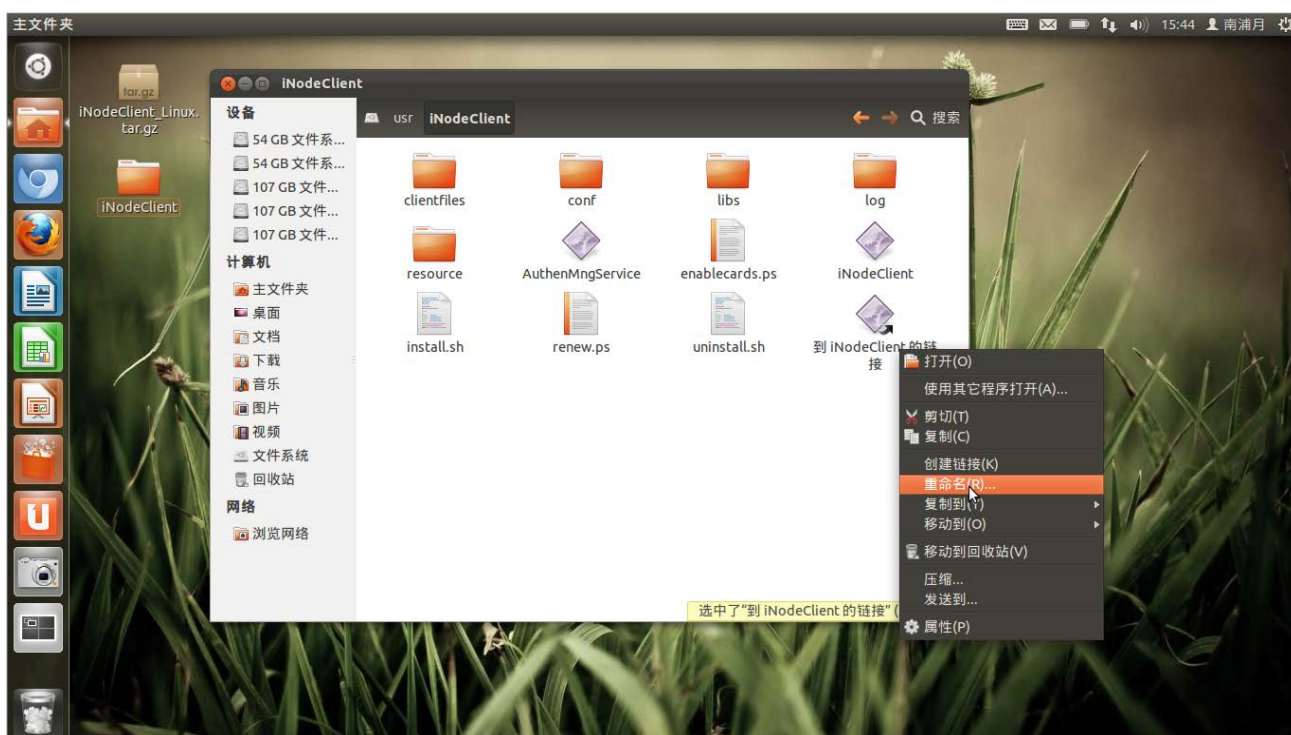 主文件夹
15:44
南浦月
tar.gz
iNodeClient_Linux.
tar.gz
iNodeClient
iNodeClient
设备
54 GB 文件系...
54 GB 文件系...
107 GB 文件...
107 GB 文件...
107 GB 文件...
计算机
主文件夹
桌面
文档
下载
音乐
图片
视频
文件系统
回收站
网络
浏览网络
usr iNodeClient 搜索
clientfiles conf libs log
resource AuthenMngService enablecards.ps iNodeClient
install.sh renew.ps uninstall.sh 到 iNodeClient 的链
接
打开(O)
使用其它程序打开(A)...
剪切(T)
复制(C)
创建链接(K)
重命名(R)...
复制到(Y)
移动到(O)
移动到回收站(V)
压缩...
发送到...
属性(P)
选中了“到 iNodeClient 的链接” (